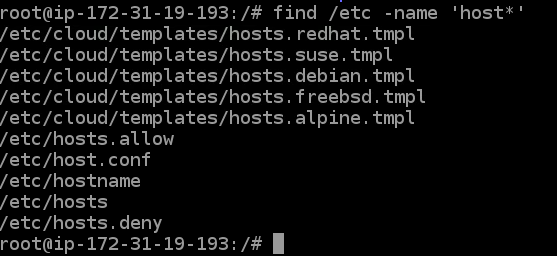 root@ip-172-31-19-193:/# find /etc -name 'host*'
/etc/cloud/templates/hosts.redhat.tmpl
/etc/cloud/templates/hosts.suse.tmpl
/etc/cloud/templates/hosts.debian.tmpl
/etc/cloud/templates/hosts.freebsd.tmpl
/etc/cloud/templates/hosts.alpine.tmpl
/etc/hosts.allow
/etc/host.conf
/etc/hostname
/etc/hosts
/etc/hosts.deny
root@ip-172-31-19-193:/#